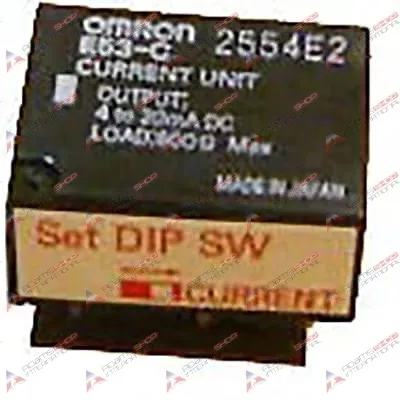 OMRON
E53-C 2554E2
CURRENT UNIT
OUTPUT;
4 to 20mA DC
LOAD:600Ω Max
MADE IN JAPAN
Set DIP SW
CURRENT